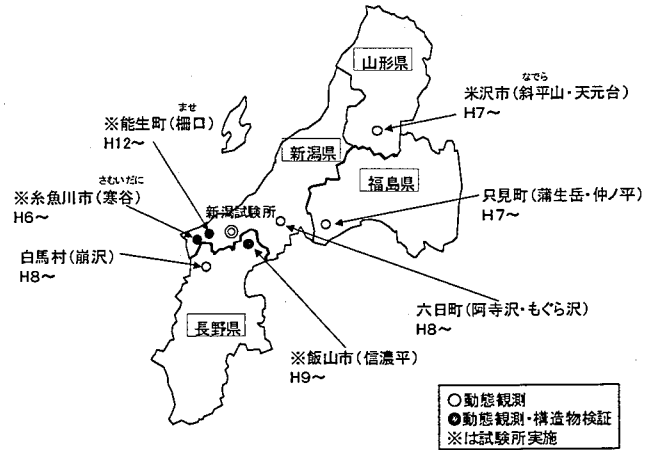 山形県
なでら
米沢市(斜平山・天元台)
H7～
ませ
※能生町(柵口)
H12～
新潟県
福島県
さむいだに
※糸魚川市(寒谷)
H6～
新潟試験所
只見町(蒲生岳・仲ノ平)
H7～
白馬村(崩沢)
H8～
六日町(阿寺沢・もぐら沢)
H8～
長野県
※飯山市(信濃平)
H9～
○動態観測
●動態観測・構造物検証
※は試験所実施